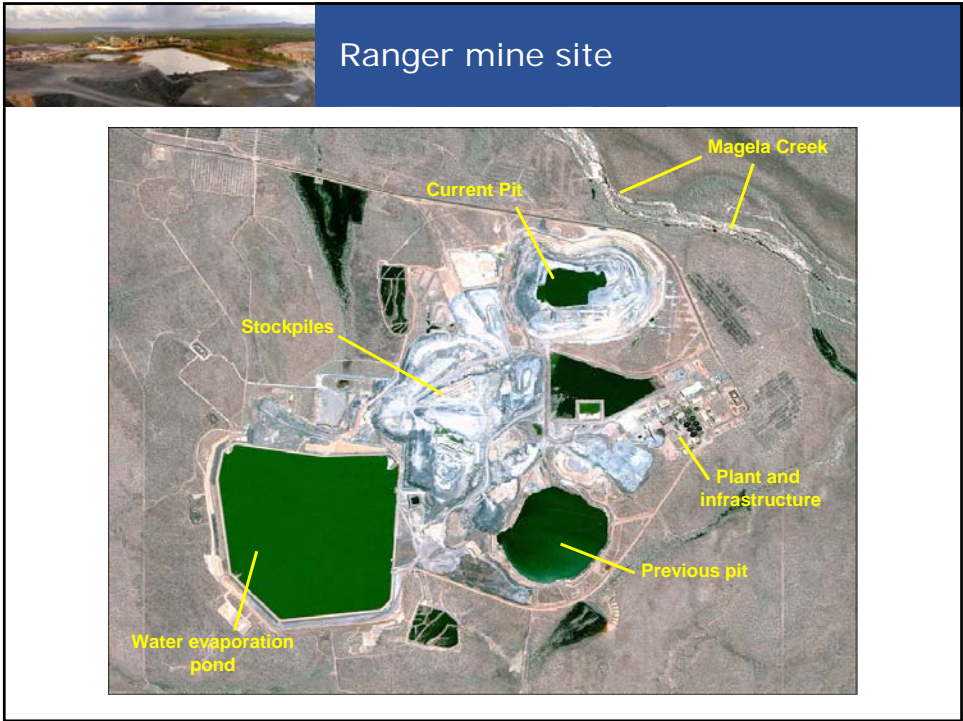 Ranger mine site
Magela Creek
Current Pit
Stockpiles
Plant and
infrastructure
Previous pit
Water evaporation
pond